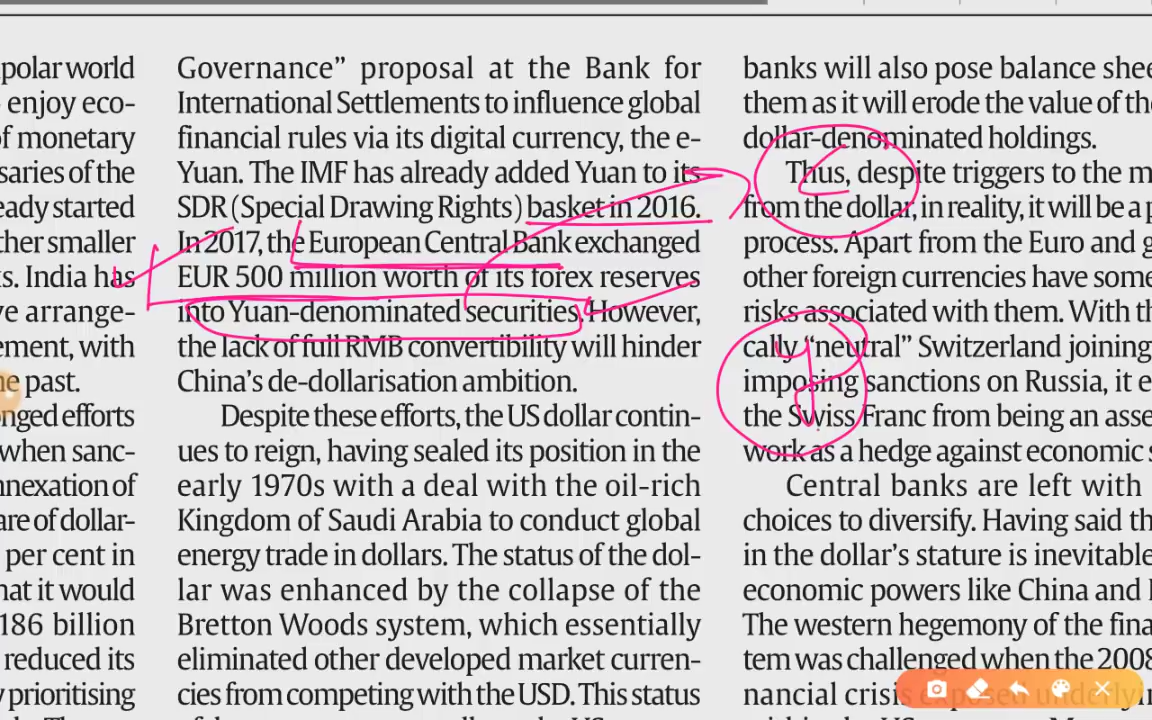 polar world
enjoy eco-
of monetary
saries of the
eady started
ther smaller
s. India has
ve arrange-
ement, with
e past.
nged efforts
when sanc-
nnexation of
are of dollar-
per cent in
hat it would
186 billion
reduced its
y prioritising
Governance” proposal at the Bank for
International Settlements to influence global
financial rules via its digital currency, the e-
Yuan. The IMF has already added Yuan to its
SDR (Special Drawing Rights) basket in 2016.
In 2017, the European Central Bank exchanged
EUR 500 million worth of its forex reserves
into Yuan-denominated securities. However,
the lack of full RMB convertibility will hinder
China’s de-dollarisation ambition.
Despite these efforts, the US dollar contin-
ues to reign, having sealed its position in the
early 1970s with a deal with the oil-rich
Kingdom of Saudi Arabia to conduct global
energy trade in dollars. The status of the dol-
lar was enhanced by the collapse of the
Bretton Woods system, which essentially
eliminated other developed market curren-
cies from competing with the USD. This status
banks will also pose balance shee
them as it will erode the value of the
dollar-denominated holdings.
Thus, despite triggers to the m
from the dollar, in reality, it will be a p
process. Apart from the Euro and g
other foreign currencies have some
risks associated with them. With th
cally “neutral” Switzerland joining
imposing sanctions on Russia, it e
the Swiss Franc from being an asse
work as a hedge against economic s
Central banks are left with
choices to diversify. Having said th
in the dollar’s stature is inevitable
economic powers like China and
The western hegemony of the fina
tem was challenged when the 2008
nancial crisis exposed underlyin